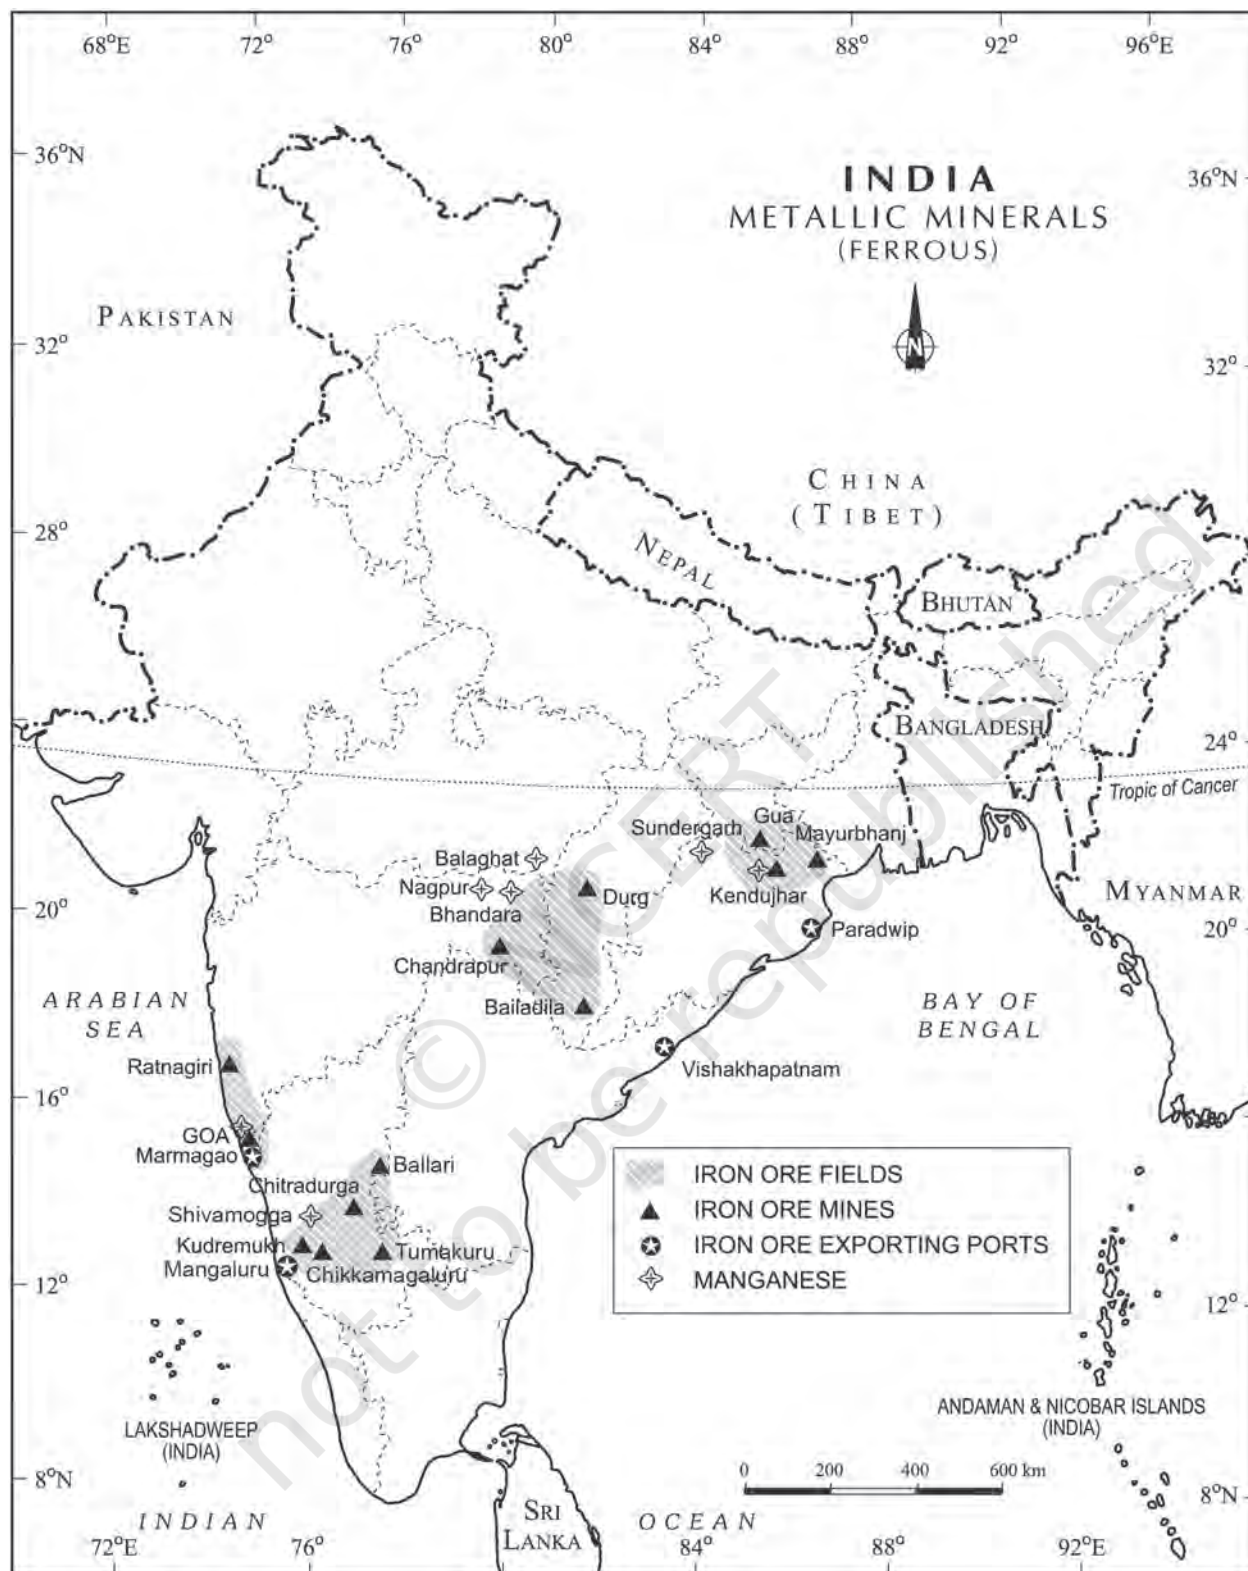 68°E 72° 76° 80° 84° 88° 92° 96°E
36°N
INDIA
METALLIC MINERALS
(FERROUS)
36°N
N
PAKISTAN
32°
32°
CHINA
(TIBET)
28°
28°
NEPAL
BHUTAN
BANGLADESH
24°
Tropic of Cancer
Gua
Sundergarh
Mayurbhanj
Balaghat
Nagpur
Durg
Kendujhar
MYANMAR
20°
Bhandara
Paradwip
20°
Chandrapur
ARABIAN
SEA
Bailadila
BAY OF
BENGAL
Ratnagiri
Vishakhapatnam
16°
16°
GOA
Marmagao
Ballari
Chitradurga
Shivamogga
Kudremukh
Tumakuru
Mangaluru
Chikkamagaluru
IRON ORE FIELDS
IRON ORE MINES
IRON ORE EXPORTING PORTS
MANGANESE
12°
12°
LAKSHADWEEP
(INDIA)
ANDAMAN & NICOBAR ISLANDS
(INDIA)
8°N
0 200 400 600 km
8°N
INDIAN
OCEAN
SRI
LANKA
72° 76° 84° 88° 92°E
© NCERT
not to be republished